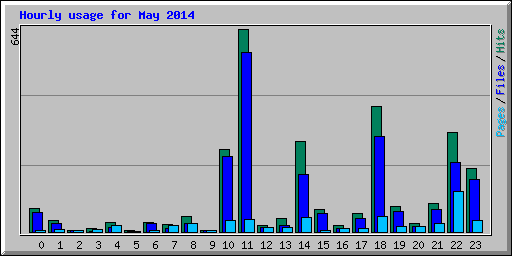 Hourly usage for May 2014
644
Pages / Files / Hits
0 1 2 3 4 5 6 7 8 9 10 11 12 13 14 15 16 17 18 19 20 21 22 23